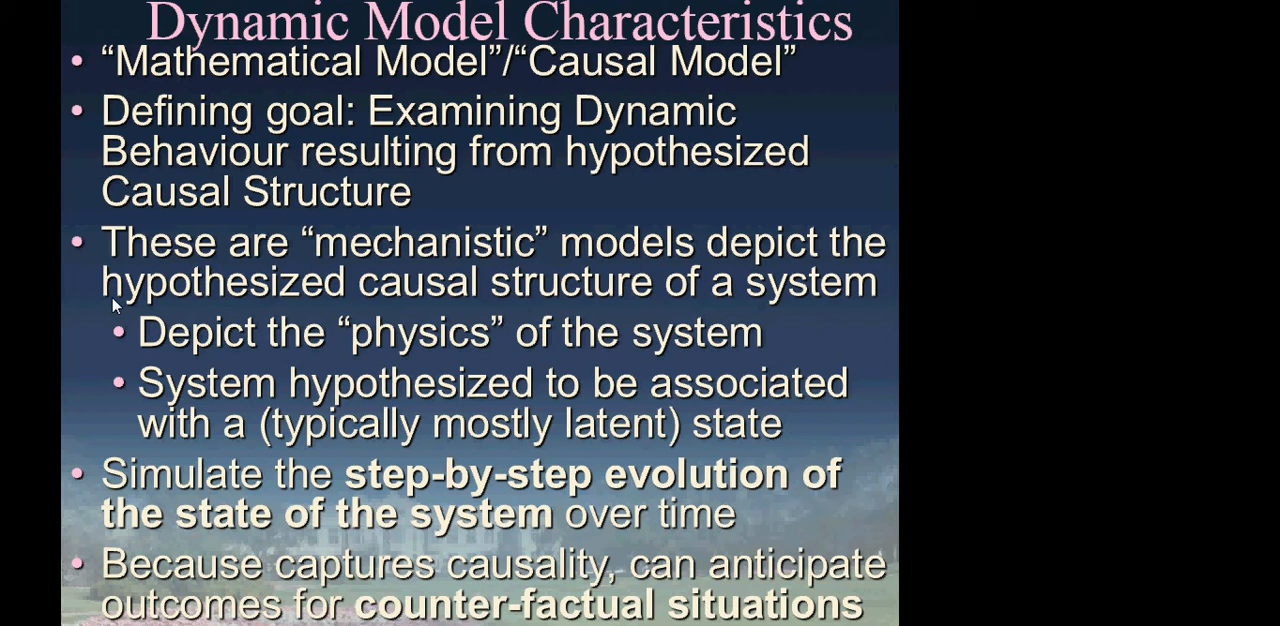 Dynamic Model Characteristics
• “Mathematical Model”/“Causal Model”
• Defining goal: Examining Dynamic
Behaviour resulting from hypothesized
Causal Structure
• These are “mechanistic” models depict the
hypothesized causal structure of a system
• Depict the “physics” of the system
• System hypothesized to be associated
with a (typically mostly latent) state
• Simulate the step-by-step evolution of
the state of the system over time
• Because captures causality, can anticipate
outcomes for counter-factual situations